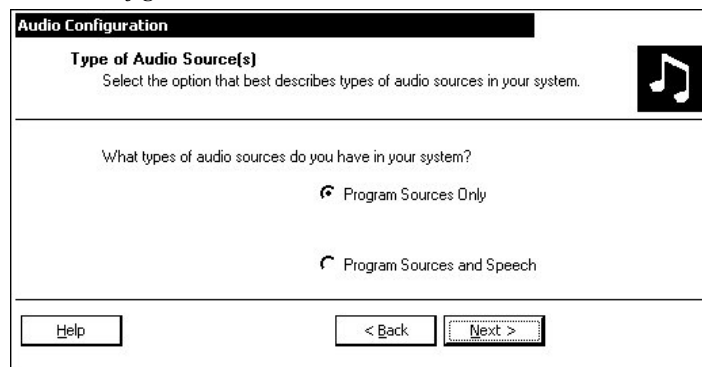 Audio Configuration
Type of Audio Source(s)
Select the option that best describes types of audio sources in your system.
What types of audio sources do you have in your system?
Program Sources Only
Program Sources and Speech
Help
< Back
Next >